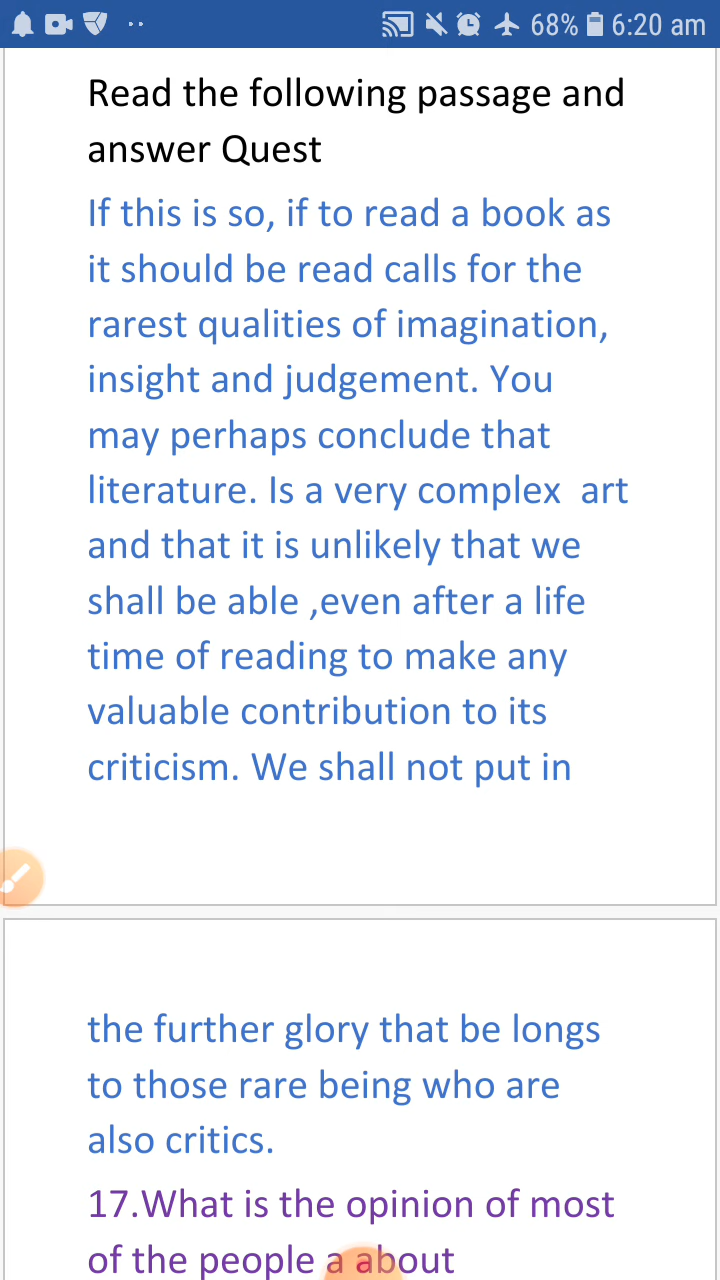 68% 6:20 am
Read the following passage and
answer Quest
If this is so, if to read a book as
it should be read calls for the
rarest qualities of imagination,
insight and judgement. You
may perhaps conclude that
literature. Is a very complex  art
and that it is unlikely that we
shall be able ,even after a life
time of reading to make any
valuable contribution to its
criticism. We shall not put in
the further glory that be longs
to those rare being who are
also critics.
17.What is the opinion of most
of the people a about